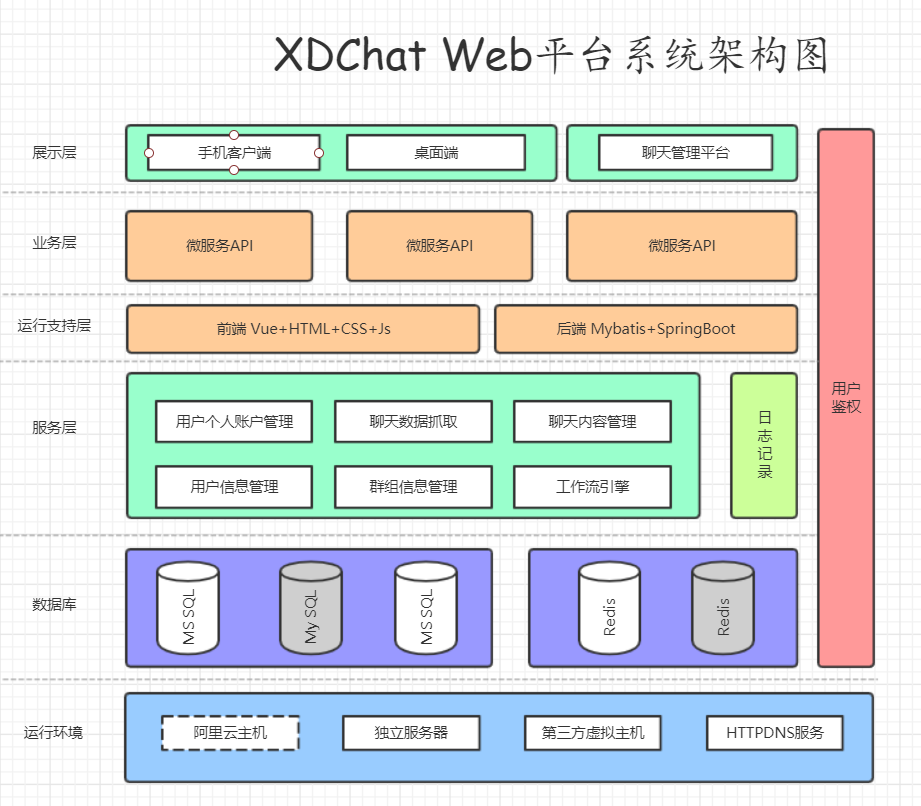 XDChat Web平台系统架构图
展示层
手机客户端
桌面端
聊天管理平台
业务层
微服务API
微服务API
微服务API
运行支持层
前端 Vue+HTML+CSS+Js
后端 Mybatis+SpringBoot
用户
鉴权
服务层
用户个人账户管理
聊天数据抓取
聊天内容管理
用户信息管理
群组信息管理
工作流引擎
日
志
记
录
数据库
MS SQL
My SQL
MS SQL
Redis
Redis
运行环境
阿里云主机
独立服务器
第三方虚拟主机
HTTPDNS服务